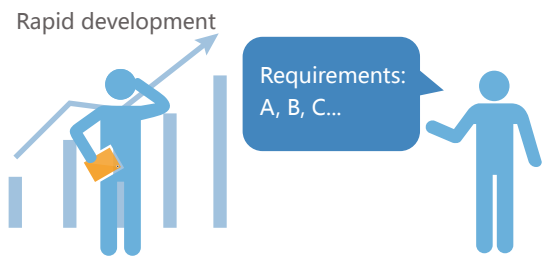 Rapid development
Requirements:
A, B, C...